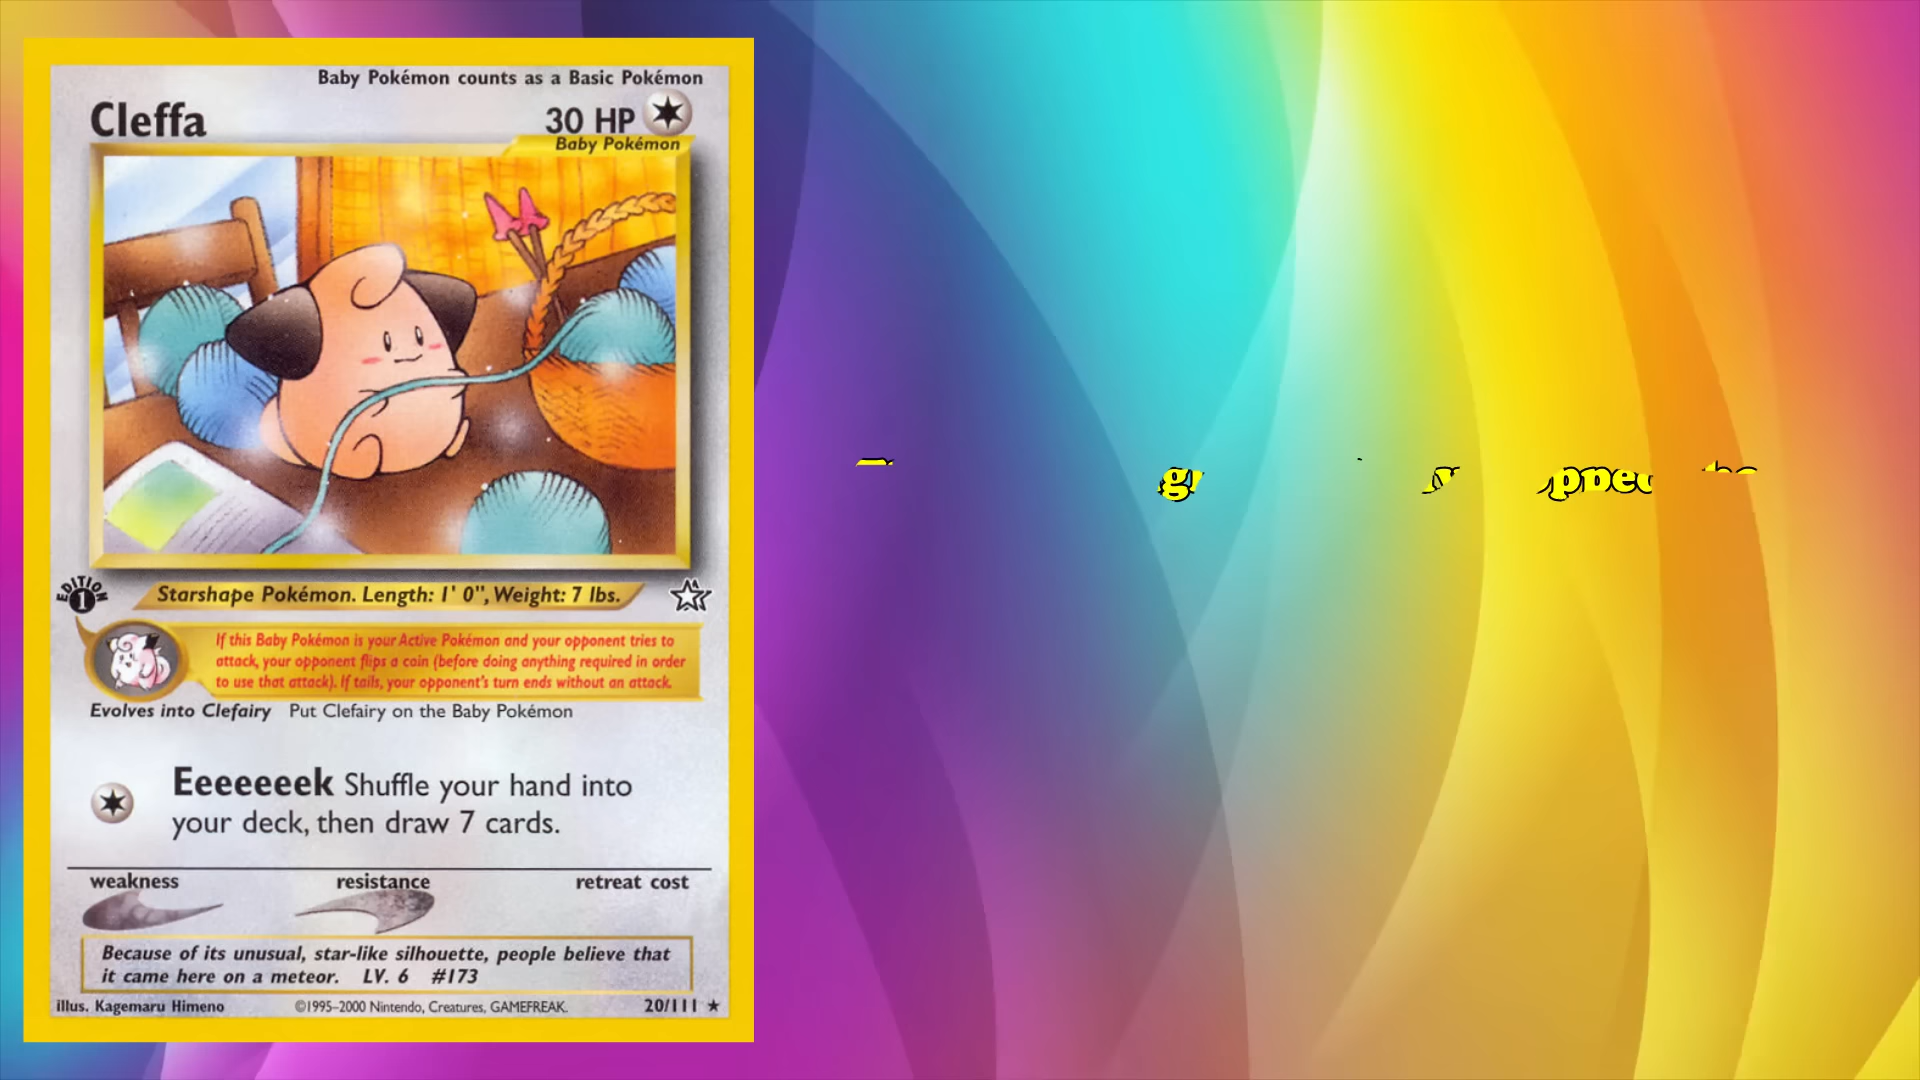 Baby Pokémon counts as a Basic Pokémon
Cleffa 30 HP
Baby Pokémon
EDITION 1
Starshape Pokémon. Length: 1' 0", Weight: 7 lbs.
If this Baby Pokémon is your Active Pokémon and your opponent tries to
attack, your opponent flips a coin (before doing anything required in order
to use that attack). If tails, your opponent's turn ends without an attack.
Evolves into Clefairy Put Clefairy on the Baby Pokémon
Eeeeeeek Shuffle your hand into
your deck, then draw 7 cards.
weakness resistance retreat cost
Because of its unusual, star-like silhouette, people believe that
it came here on a meteor. LV. 6 #173
illus. Kagemaru Himeno ©1995–2000 Nintendo, Creatures, GAMEFREAK. 20/111